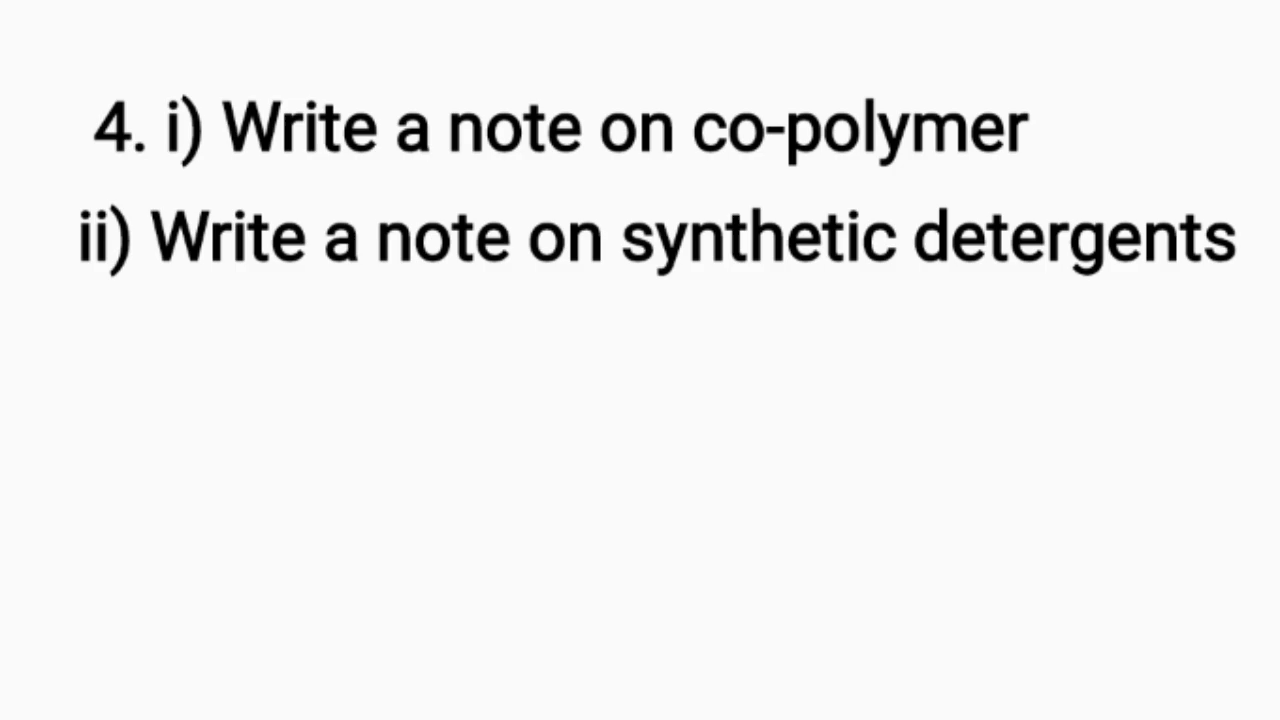 4. i) Write a note on co-polymer
ii) Write a note on synthetic detergents